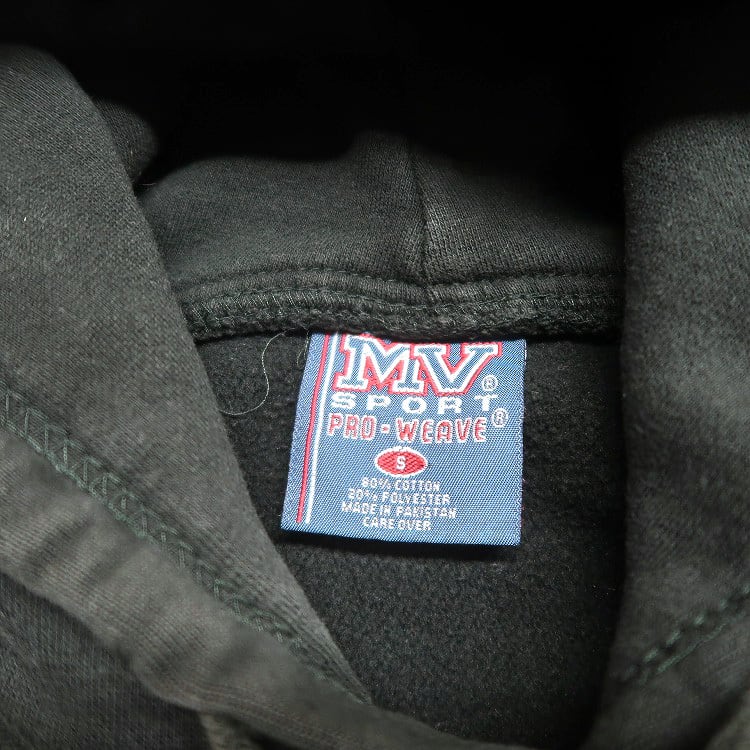 MV®
SPORT
PRO-WEAVE®
S
80% COTTON
20% POLYESTER
MADE IN PAKISTAN
CARE OVER